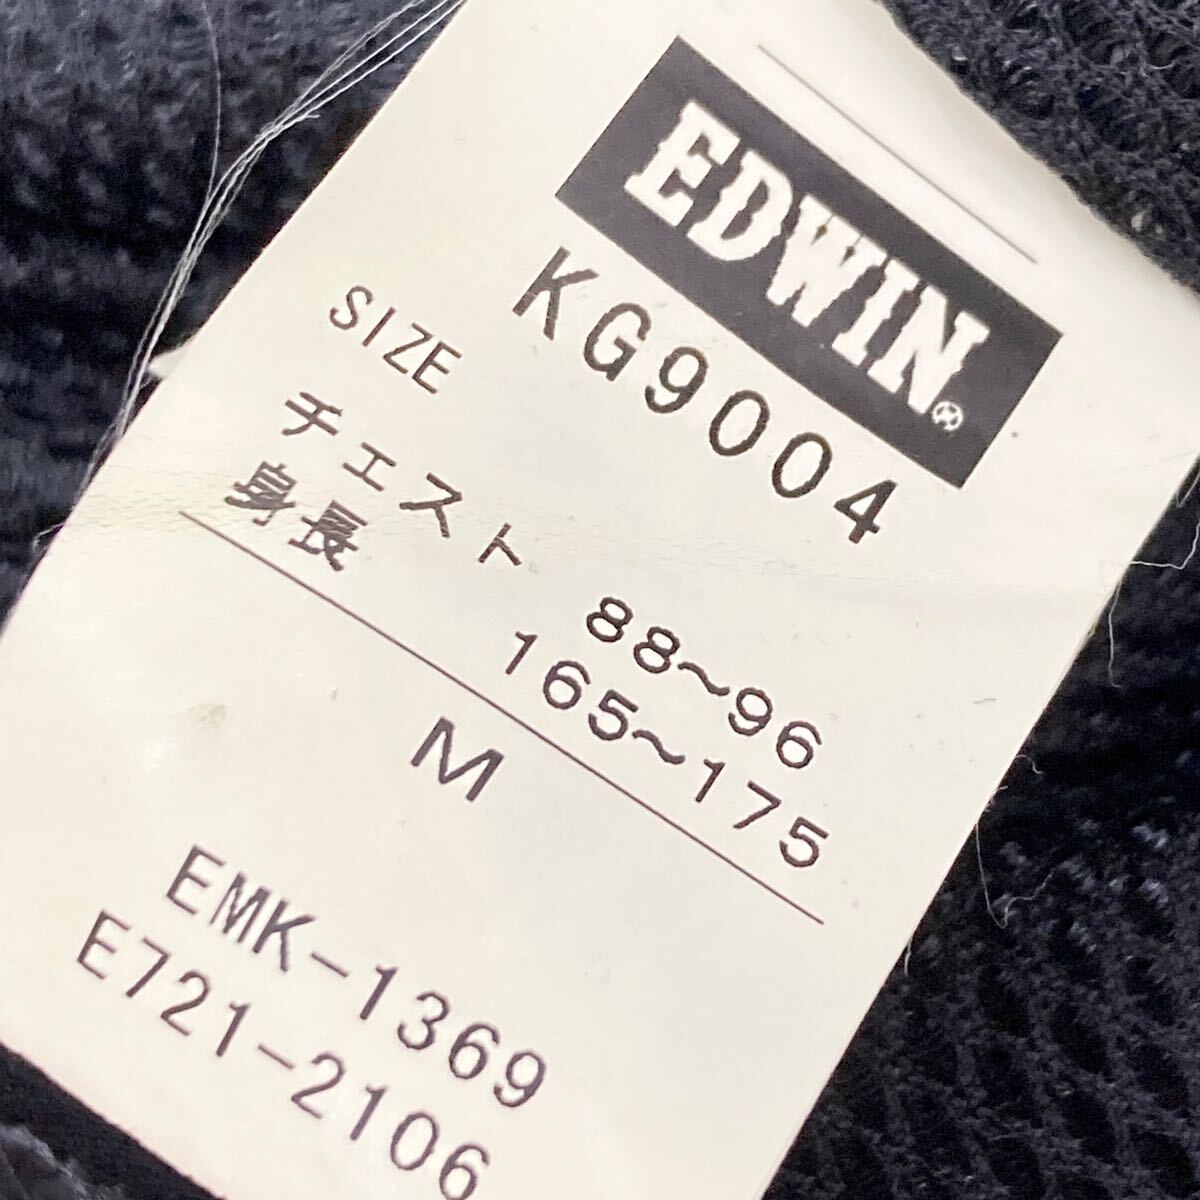 EDWIN®
KG9004
SIZE
チェスト 88〜96
身長 165〜175
M
EMK-1369
E721-2106